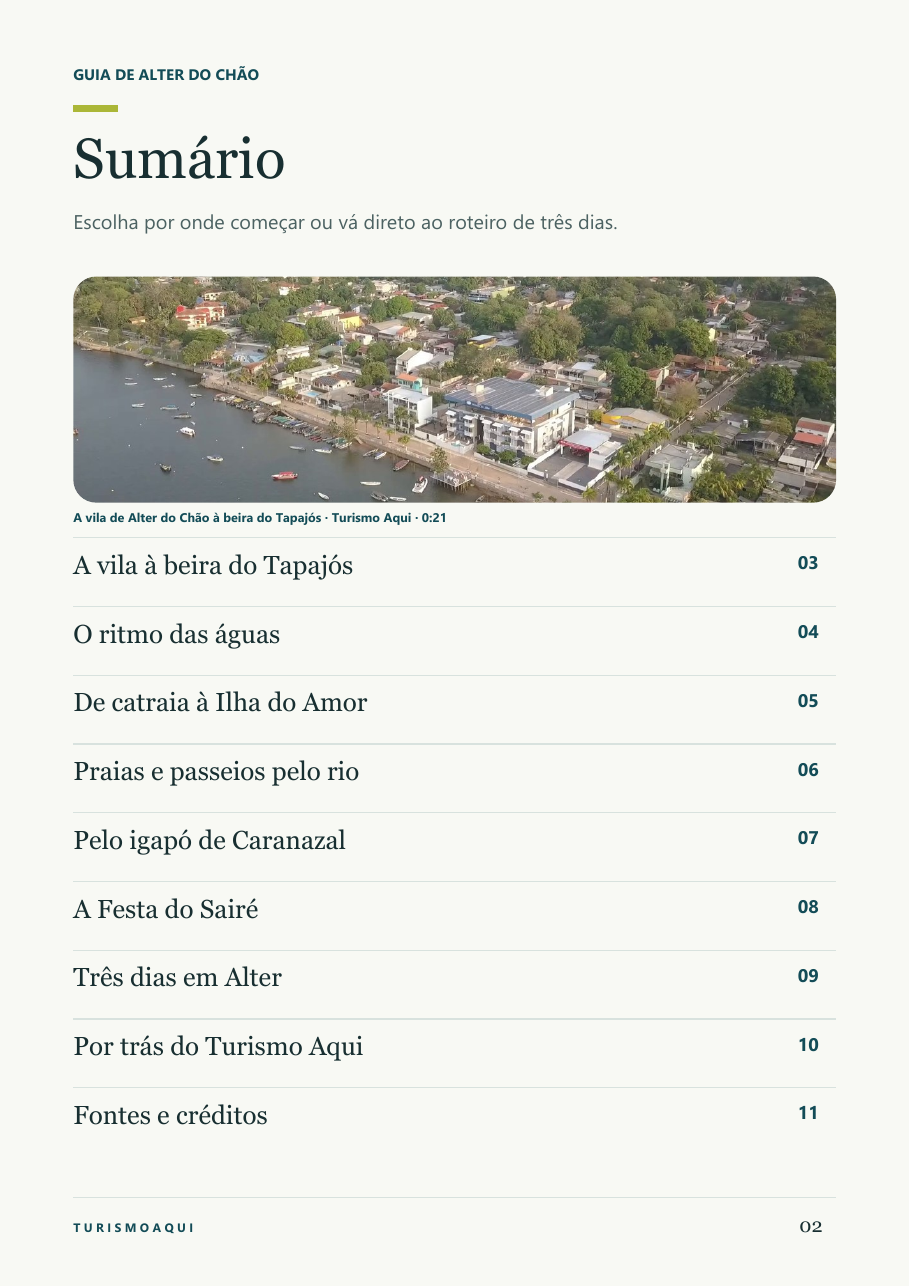 GUIA DE ALTER DO CHÃO
Sumário
Escolha por onde começar ou vá direto ao roteiro de três dias.
A vila de Alter do Chão à beira do Tapajós · Turismo Aqui · 0:21
A vila à beira do Tapajós 03
O ritmo das águas 04
De catraia à Ilha do Amor 05
Praias e passeios pelo rio 06
Pelo igapó de Caranazal 07
A Festa do Sairé 08
Três dias em Alter 09
Por trás do Turismo Aqui 10
Fontes e créditos 11
TURISMOAQUI 02